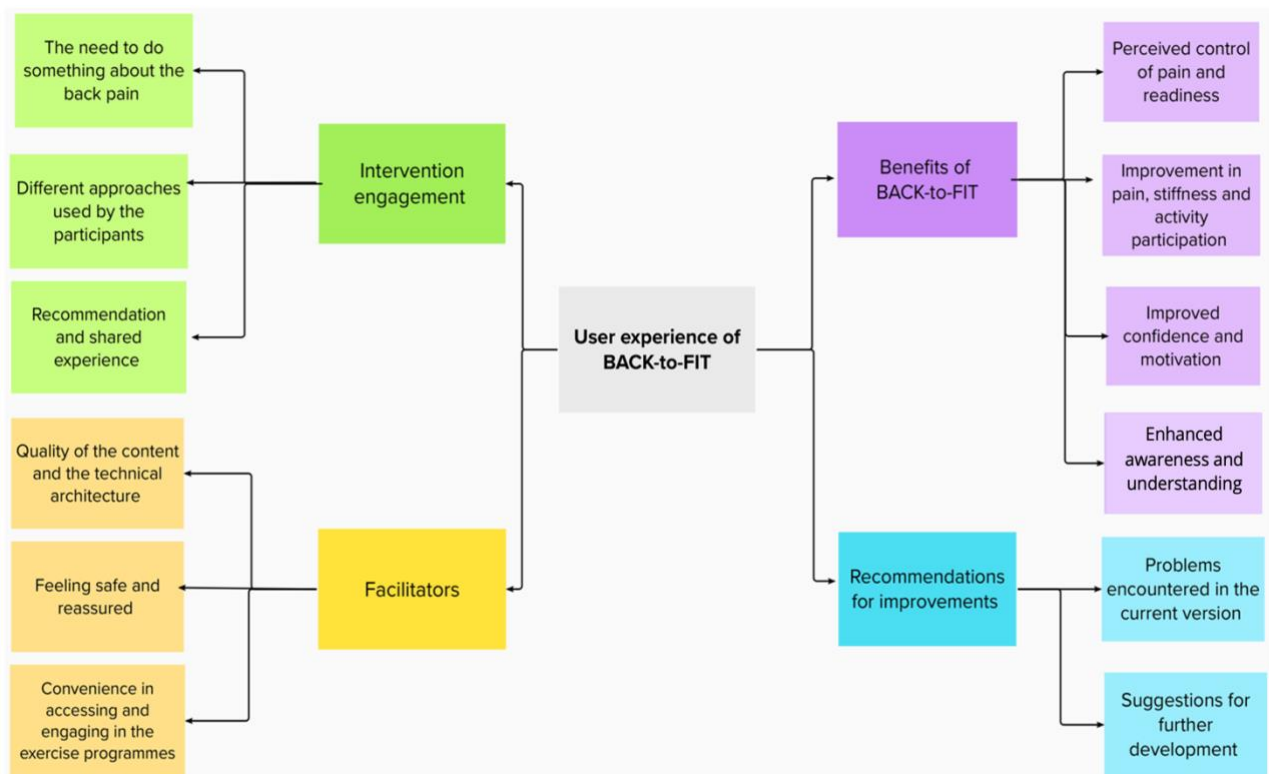 The need to do
something about the
back pain
Different approaches
used by the
participants
Recommendation
and shared
experience
Intervention
engagement
Quality of the content
and the technical
architecture
Feeling safe and
reassured
Convenience in
accessing and
engaging in the
exercise programmes
Facilitators
User experience of
BACK-to-FIT
Benefits of
BACK-to-FIT
Perceived control
of pain and
readiness
Improvement in
pain, stiffness and
activity
participation
Improved
confidence and
motivation
Enhanced
awareness and
understanding
Recommendations
for improvements
Problems
encountered in the
current version
Suggestions for
further
development